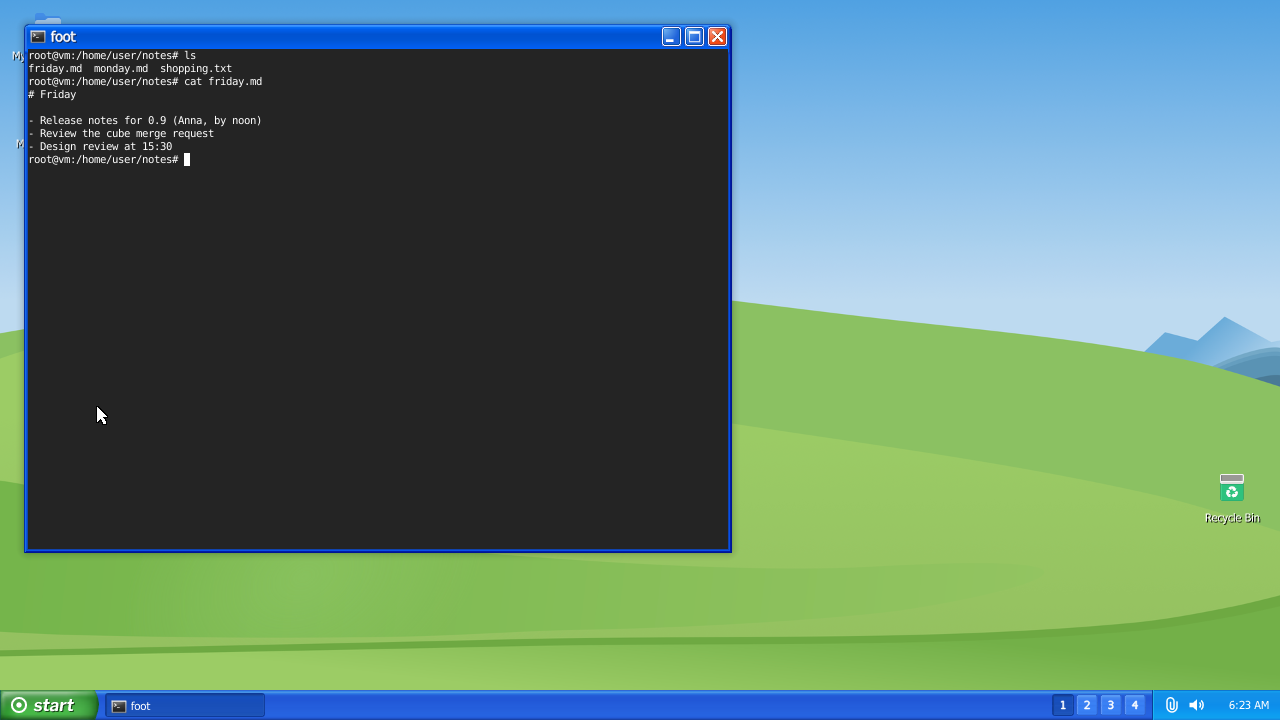 foot
root@vm:/home/user/notes# ls
friday.md  monday.md  shopping.txt
root@vm:/home/user/notes# cat friday.md
# Friday
- Release notes for 0.9 (Anna, by noon)
- Review the cube merge request
- Design review at 15:30
root@vm:/home/user/notes#
Recycle Bin
start
foot
1 2 3 4
6:23 AM